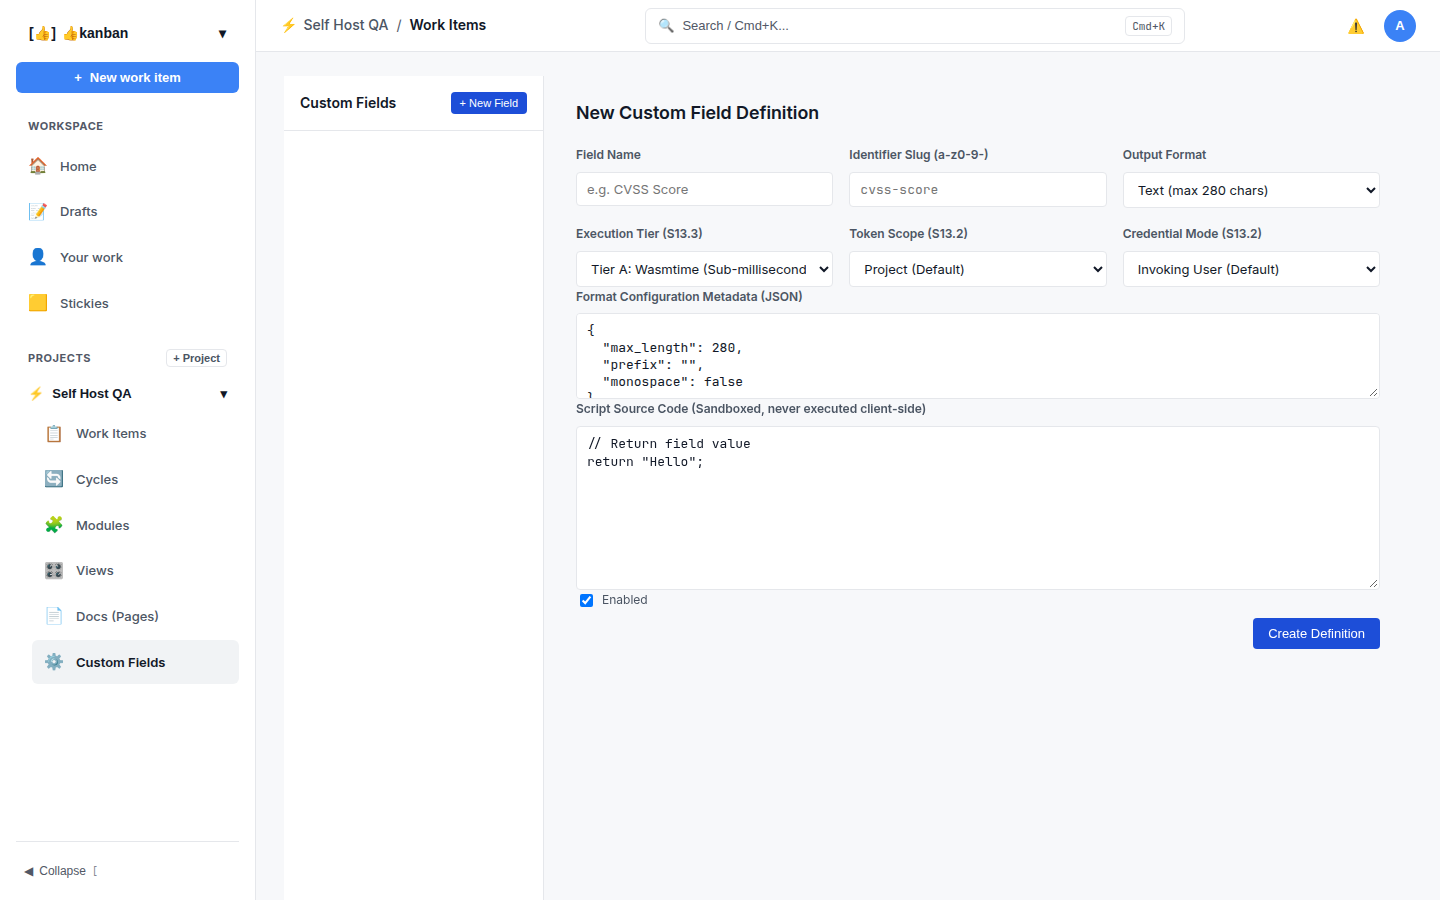 [👍] 👍kanban ▼
+ New work item
WORKSPACE
🏠 Home
📝 Drafts
👤 Your work
🟨 Stickies
PROJECTS
+ Project
⚡ Self Host QA ▼
📋 Work Items
🔄 Cycles
🧩 Modules
🎛️ Views
📄 Docs (Pages)
⚙️ Custom Fields
◀ Collapse [
⚡ Self Host QA / Work Items
🔍 Search / Cmd+K... Cmd+K
⚠️
A
Custom Fields
+ New Field
New Custom Field Definition
Field Name
e.g. CVSS Score
Identifier Slug (a-z0-9-)
cvss-score
Output Format
Text (max 280 chars)
Execution Tier (S13.3)
Tier A: Wasmtime (Sub-millisecond
Token Scope (S13.2)
Project (Default)
Credential Mode (S13.2)
Invoking User (Default)
Format Configuration Metadata (JSON)
{
  "max_length": 280,
  "prefix": "",
  "monospace": false
}
Script Source Code (Sandboxed, never executed client-side)
// Return field value
return "Hello";
Enabled
Create Definition